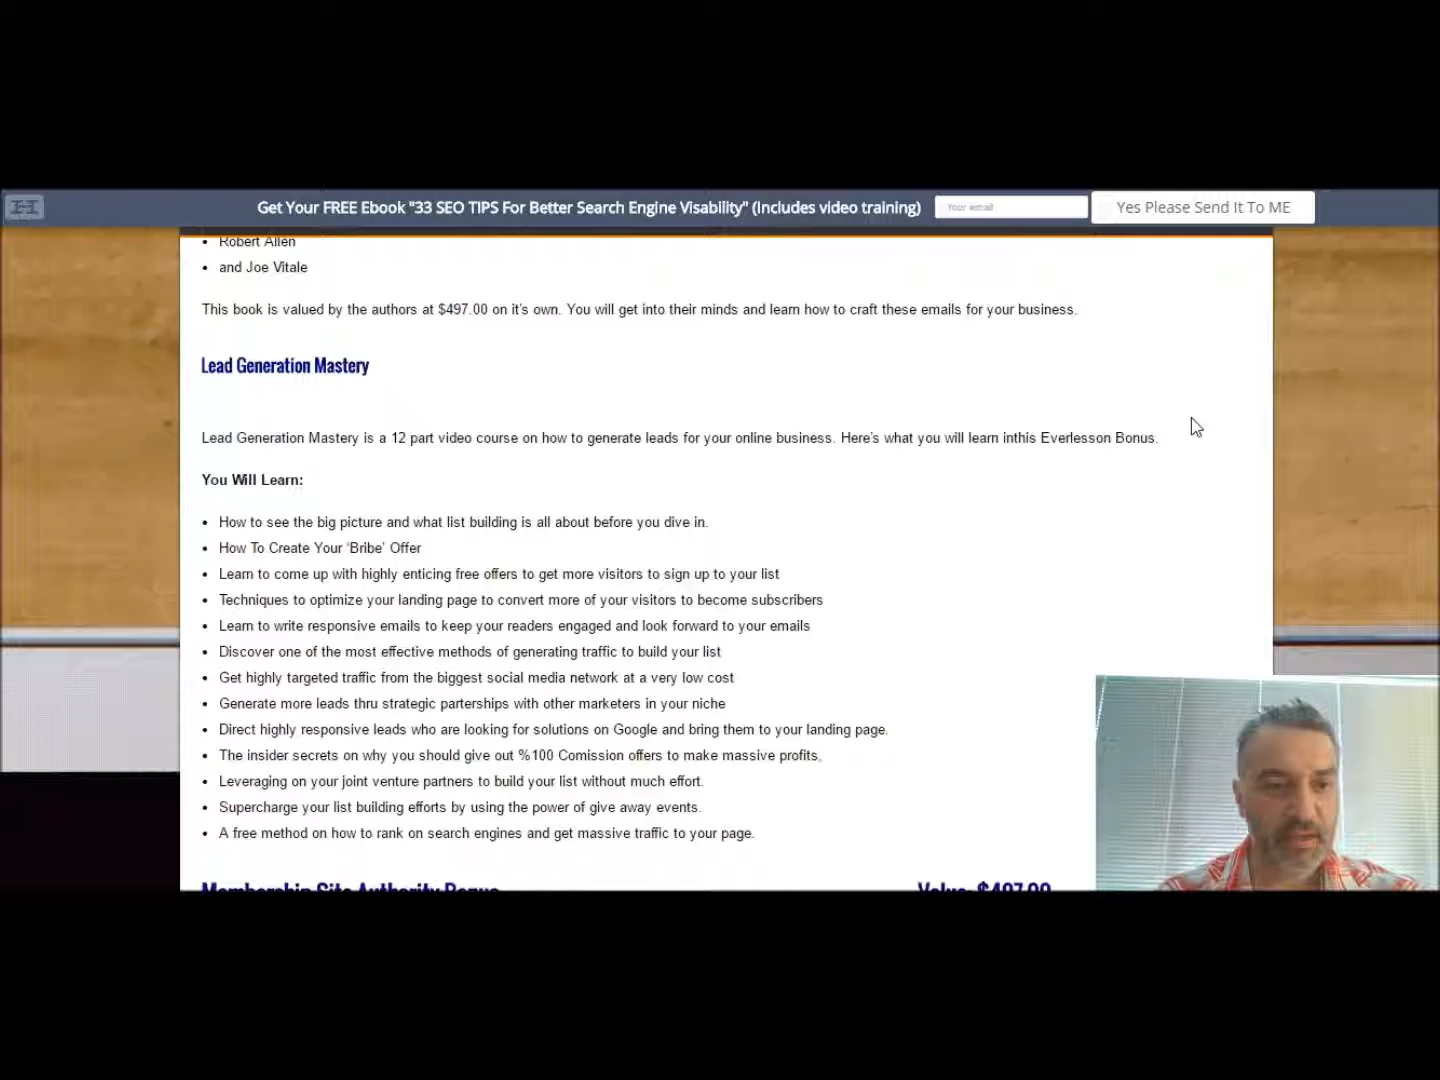 Get Your FREE Ebook "33 SEO TIPS For Better Search Engine Visability" (Includes video training)
Your email
Yes Please Send It To ME
Robert Allen
and Joe Vitale
This book is valued by the authors at $497.00 on it's own. You will get into their minds and learn how to craft these emails for your business.
Lead Generation Mastery
Lead Generation Mastery is a 12 part video course on how to generate leads for your online business. Here's what you will learn inthis Everlesson Bonus.
You Will Learn:
How to see the big picture and what list building is all about before you dive in.
How To Create Your 'Bribe' Offer
Learn to come up with highly enticing free offers to get more visitors to sign up to your list
Techniques to optimize your landing page to convert more of your visitors to become subscribers
Learn to write responsive emails to keep your readers engaged and look forward to your emails
Discover one of the most effective methods of generating traffic to build your list
Get highly targeted traffic from the biggest social media network at a very low cost
Generate more leads thru strategic parterships with other marketers in your niche
Direct highly responsive leads who are looking for solutions on Google and bring them to your landing page.
The insider secrets on why you should give out %100 Comission offers to make massive profits.
Leveraging on your joint venture partners to build your list without much effort.
Supercharge your list building efforts by using the power of give away events.
A free method on how to rank on search engines and get massive traffic to your page.
Membership Site Authority Bonus Value: $497.00